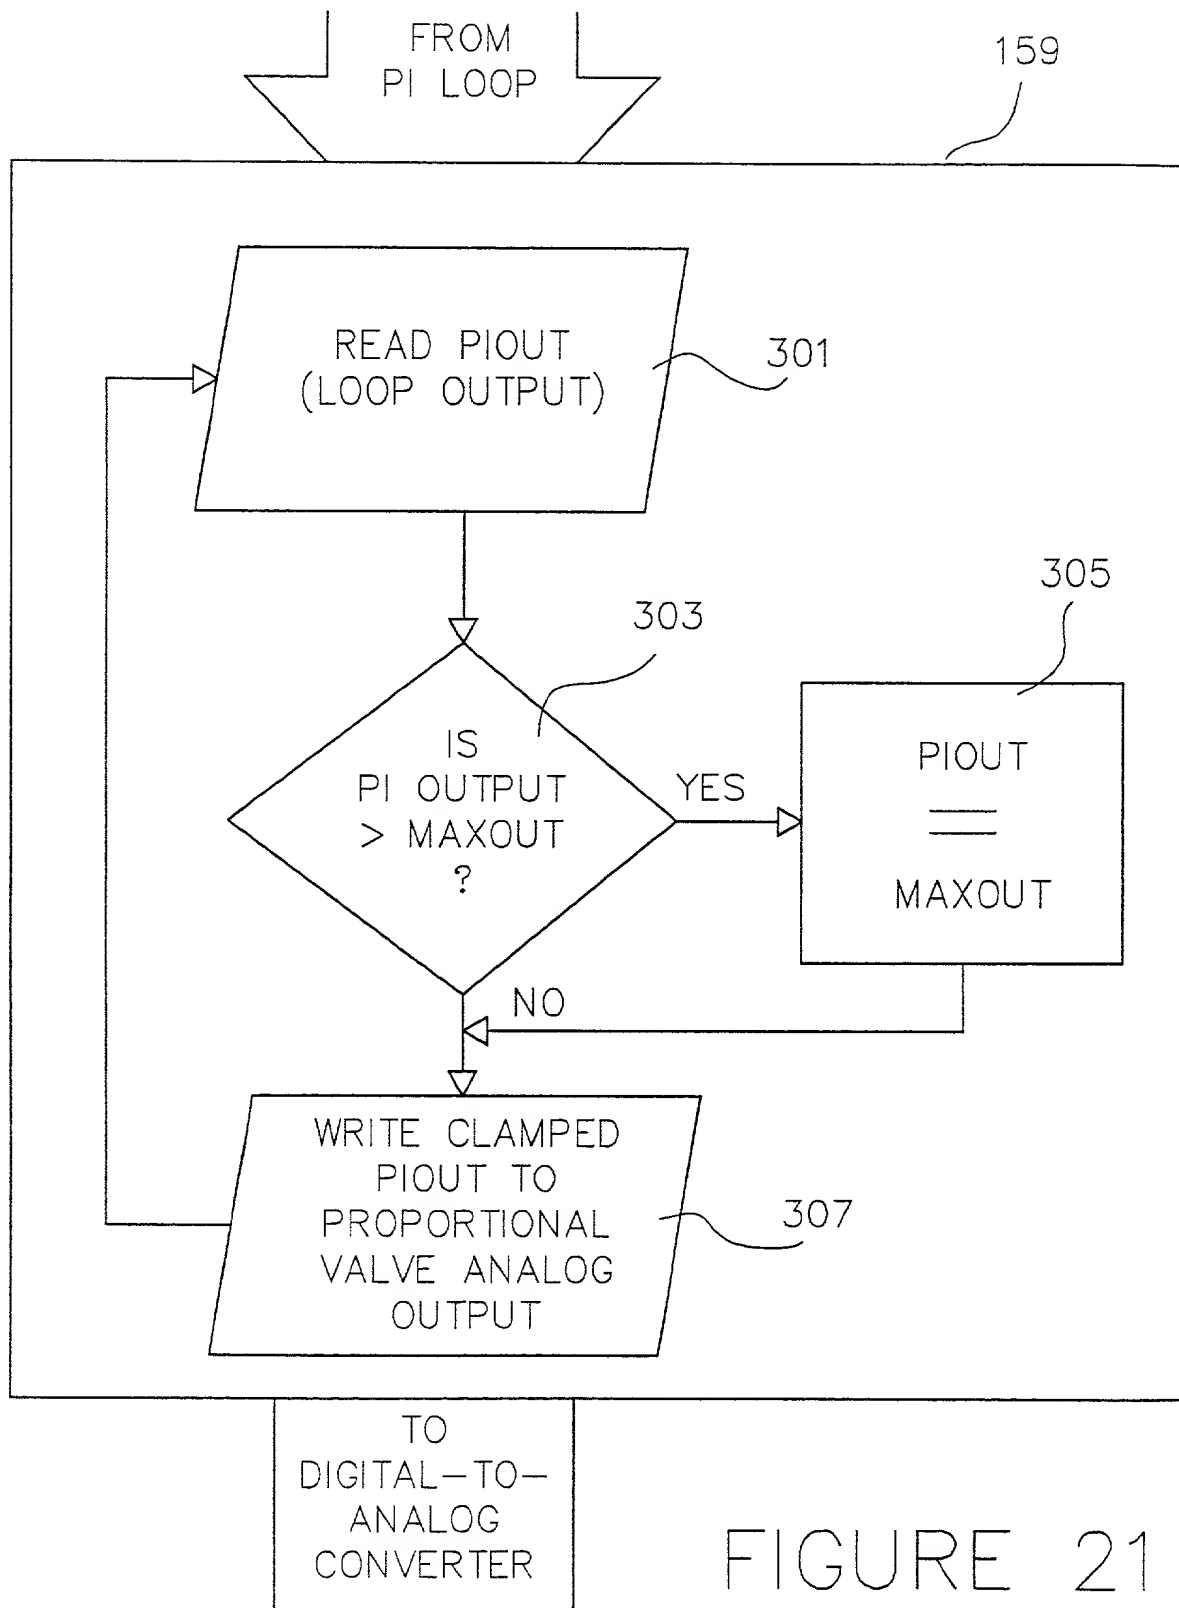 FROM
PI LOOP
159
READ PIOUT
(LOOP OUTPUT)
301
303
IS
PI OUTPUT
> MAXOUT
?
YES
305
PIOUT
=
MAXOUT
NO
WRITE CLAMPED
PIOUT TO
PROPORTIONAL
VALVE ANALOG
OUTPUT
307
TO
DIGITAL-TO-
ANALOG
CONVERTER
FIGURE 21